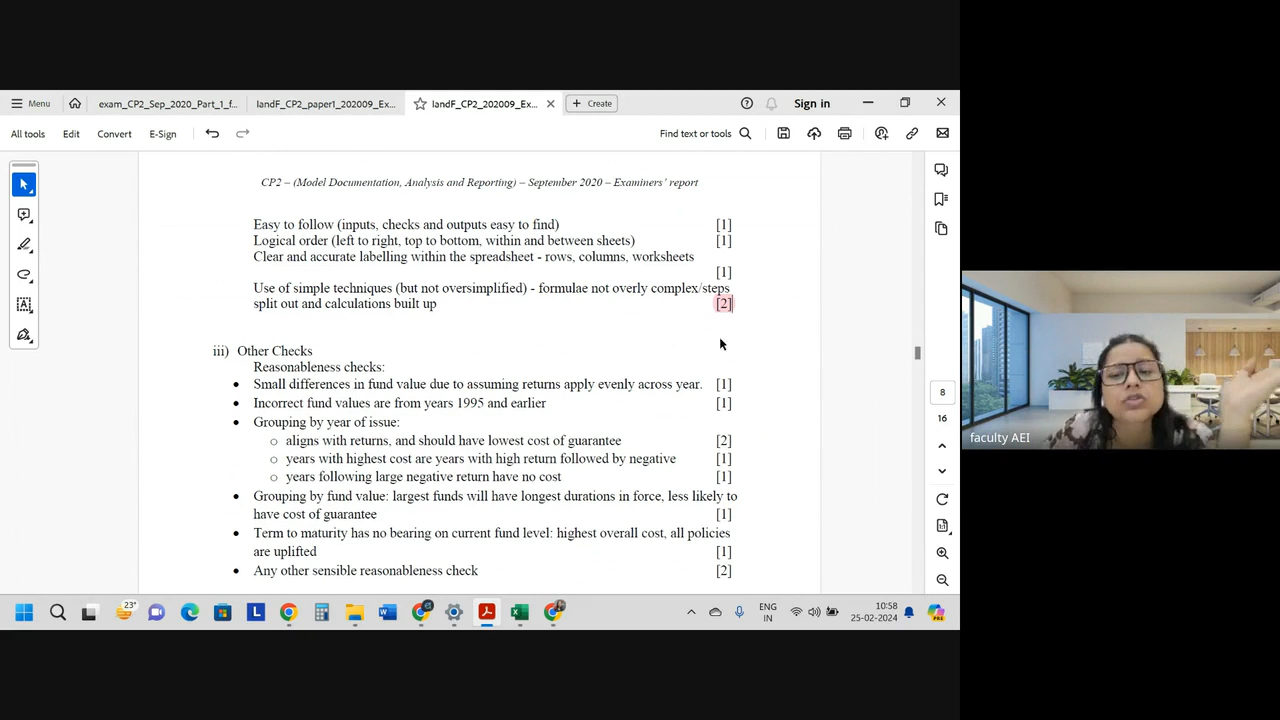 Menu
exam_CP2_Sep_2020_Part_1_f...
IandF_CP2_paper1_202009_Ex...
IandF_CP2_202009_Ex...
Create
Sign in
All tools
Edit
Convert
E-Sign
Find text or tools
CP2 – (Model Documentation, Analysis and Reporting) – September 2020 – Examiners' report
Easy to follow (inputs, checks and outputs easy to find) [1]
Logical order (left to right, top to bottom, within and between sheets) [1]
Clear and accurate labelling within the spreadsheet - rows, columns, worksheets
[1]
Use of simple techniques (but not oversimplified) - formulae not overly complex/steps
split out and calculations built up [2]
iii) Other Checks
Reasonableness checks:
• Small differences in fund value due to assuming returns apply evenly across year. [1]
• Incorrect fund values are from years 1995 and earlier [1]
• Grouping by year of issue:
o aligns with returns, and should have lowest cost of guarantee [2]
o years with highest cost are years with high return followed by negative [1]
o years following large negative return have no cost [1]
• Grouping by fund value: largest funds will have longest durations in force, less likely to
have cost of guarantee [1]
• Term to maturity has no bearing on current fund level: highest overall cost, all policies
are uplifted [1]
• Any other sensible reasonableness check [2]
8
16
faculty AEI
23°
L
ENG
IN
10:58
25-02-2024